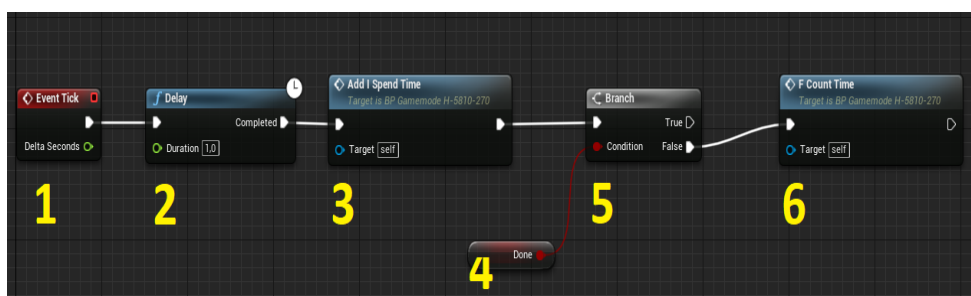 Event Tick
Delta Seconds
Delay
Completed
Duration 1,0
Add I Spend Time
Target is BP Gamemode H-5810-270
Target self
Branch
True
Condition False
F Count Time
Target is BP Gamemode H-5810-270
Target self
1
2
3
5
6
Done
4